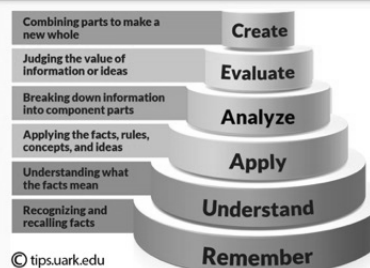 Combining parts to make a
new whole
Create
Judging the value of
information or ideas
Evaluate
Breaking down information
into component parts
Analyze
Applying the facts, rules,
concepts, and ideas
Apply
Understanding what
the facts mean
Understand
Recognizing and
recalling facts
Remember
© tips.uark.edu